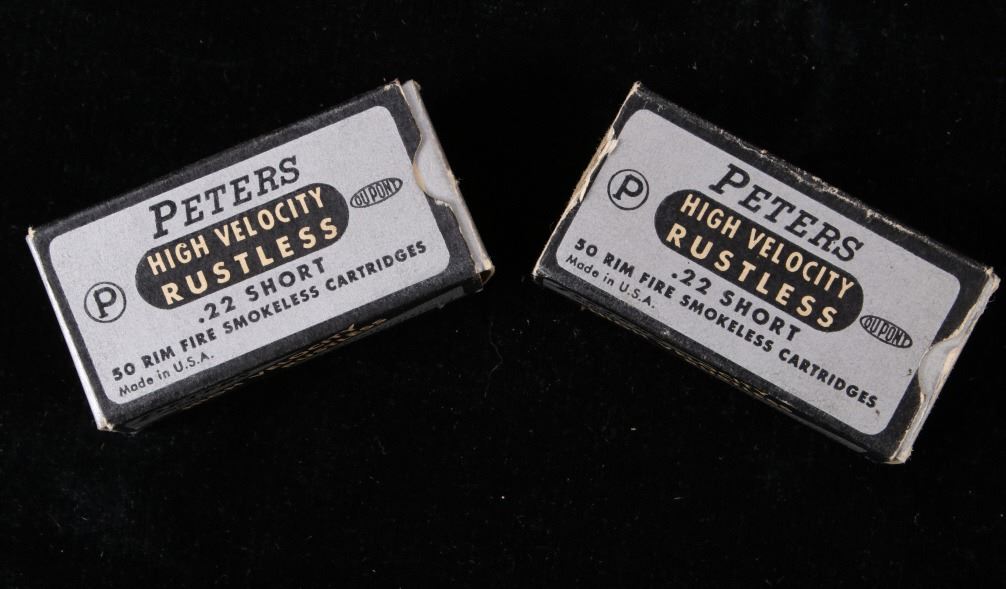 PETERS
HIGH VELOCITY
RUSTLESS
DU PONT
P
.22 SHORT
50 RIM FIRE SMOKELESS CARTRIDGES
Made in U.S.A.
PETERS
P
HIGH VELOCITY
RUSTLESS
.22 SHORT
DU PONT
50 RIM FIRE SMOKELESS CARTRIDGES
Made in U.S.A.